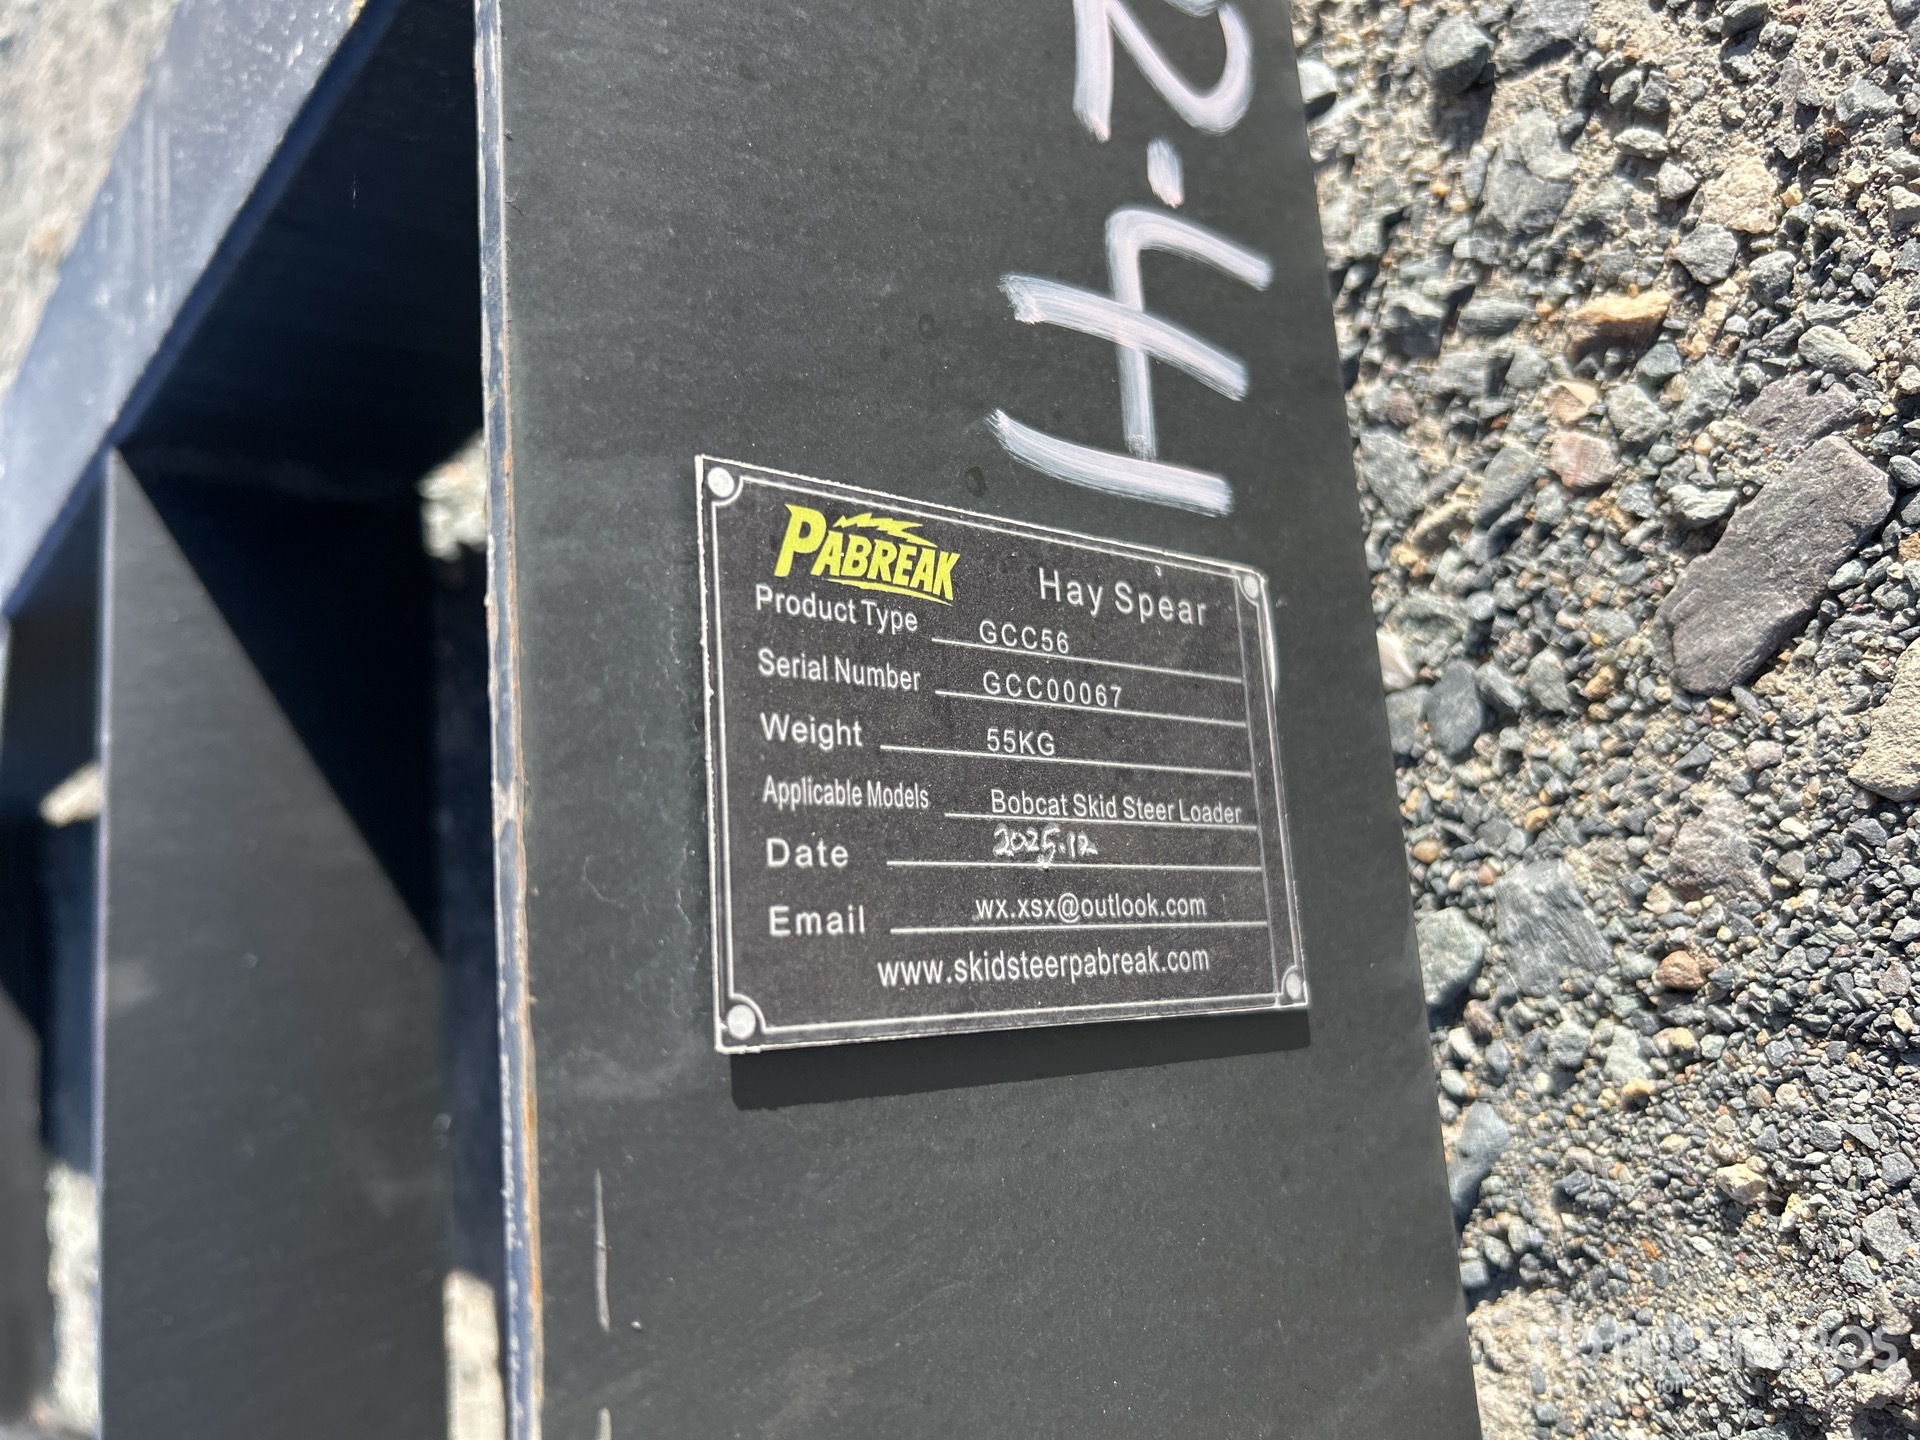 PABREAK
Hay Spear
Product Type GCC56
Serial Number GCC00067
Weight 55KG
Applicable Models Bobcat Skid Steer Loader
Date 2025.12
Email wx.xsx@outlook.com
www.skidsteerpabreak.com